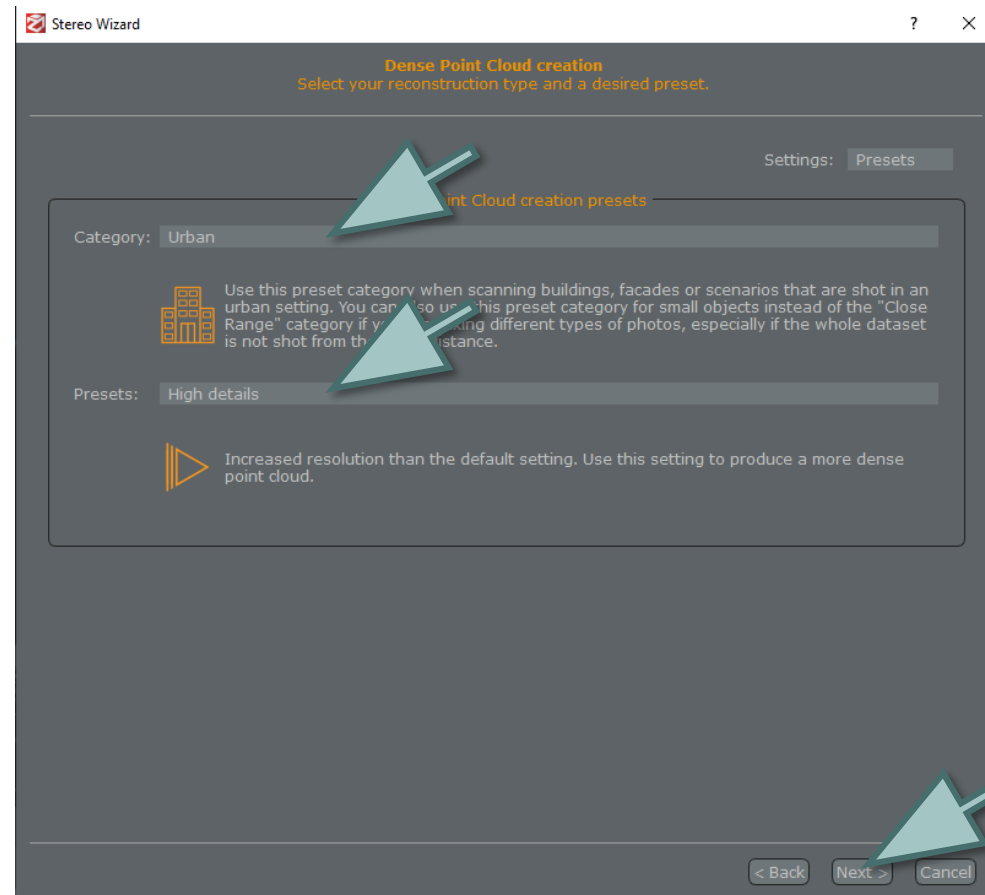 Stereo Wizard
?
Dense Point Cloud creation
Select your reconstruction type and a desired preset.
Settings: Presets
Cloud creation presets
Category: Urban
Use this preset category when scanning buildings, facades or scenarios that are shot in an
urban setting. You can this preset category for small objects instead of the "Close
Range" category if different types of photos, especially if the whole dataset
is not shot from
Presets: High details
Increased resolution than the default setting. Use this setting to produce a more dense
point cloud.
< Back
Next >
Cancel